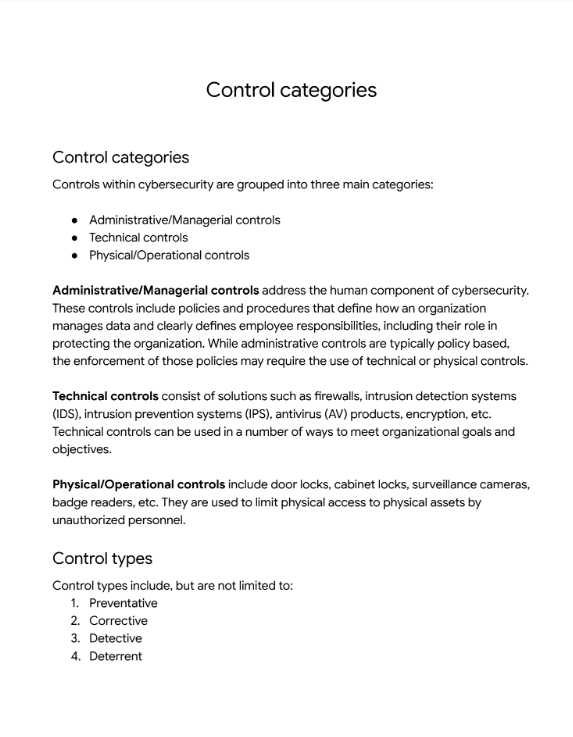 Control categories
Control categories
Controls within cybersecurity are grouped into three main categories:
● Administrative/Managerial controls
● Technical controls
● Physical/Operational controls
Administrative/Managerial controls address the human component of cybersecurity.
These controls include policies and procedures that define how an organization
manages data and clearly defines employee responsibilities, including their role in
protecting the organization. While administrative controls are typically policy based,
the enforcement of those policies may require the use of technical or physical controls.
Technical controls consist of solutions such as firewalls, intrusion detection systems
(IDS), intrusion prevention systems (IPS), antivirus (AV) products, encryption, etc.
Technical controls can be used in a number of ways to meet organizational goals and
objectives.
Physical/Operational controls include door locks, cabinet locks, surveillance cameras,
badge readers, etc. They are used to limit physical access to physical assets by
unauthorized personnel.
Control types
Control types include, but are not limited to:
1. Preventative
2. Corrective
3. Detective
4. Deterrent